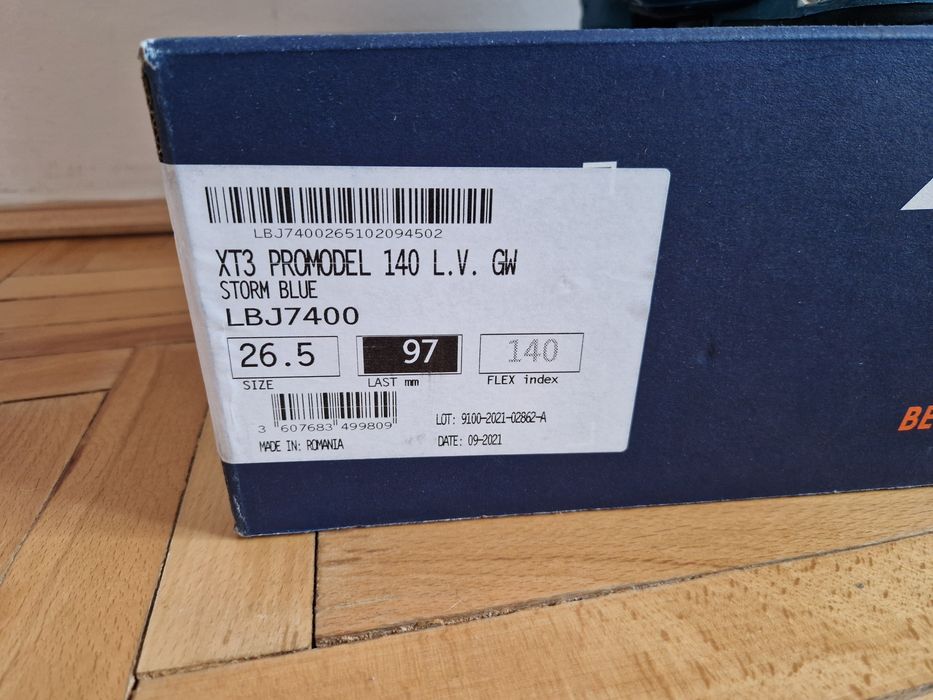 LBJ7400265102094502
XT3 PROMODEL 140 L.V. GW
STORM BLUE
LBJ7400
26.5 97 140
SIZE LAST mm FLEX index
3 607683 499809
LOT: 9100-2021-02862-A
MADE IN: ROMANIA
DATE: 09-2021
BE